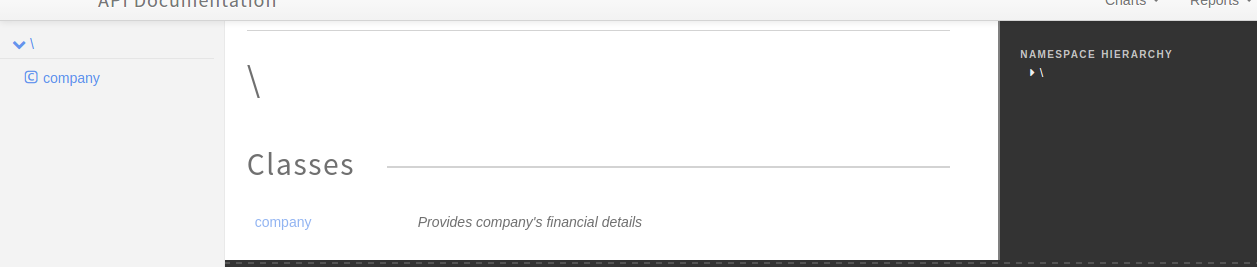 API Documentation
Charts
Reports
\
company
\
Classes
company
Provides company's financial details
NAMESPACE HIERARCHY
\